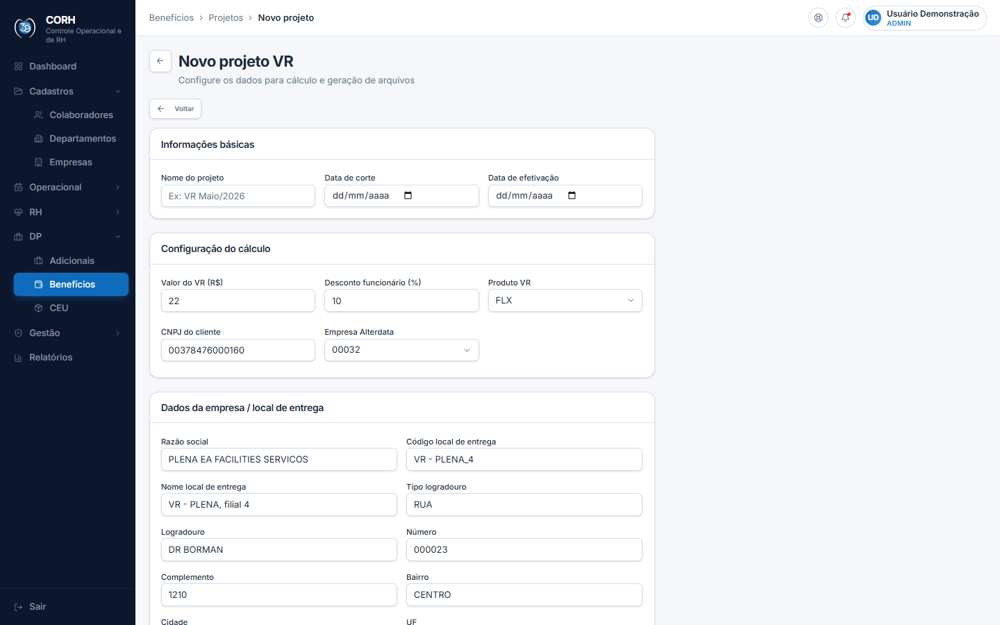 CORH
Controle Operacional e
de RH
Dashboard
Cadastros
Colaboradores
Departamentos
Empresas
Operacional
RH
DP
Adicionais
Benefícios
CEU
Gestão
Relatórios
Sair
Benefícios > Projetos > Novo projeto
UD
Usuário Demonstração
ADMIN
Novo projeto VR
Configure os dados para cálculo e geração de arquivos
Voltar
Informações básicas
Nome do projeto
Ex: VR Maio/2026
Data de corte
dd/mm/aaaa
Data de efetivação
dd/mm/aaaa
Configuração do cálculo
Valor do VR (R$)
22
Desconto funcionário (%)
10
Produto VR
FLX
CNPJ do cliente
00378476000160
Empresa Alterdata
00032
Dados da empresa / local de entrega
Razão social
PLENA EA FACILITIES SERVICOS
Código local de entrega
VR - PLENA_4
Nome local de entrega
VR - PLENA, filial 4
Tipo logradouro
RUA
Logradouro
DR BORMAN
Número
000023
Complemento
1210
Bairro
CENTRO
Cidade
UF